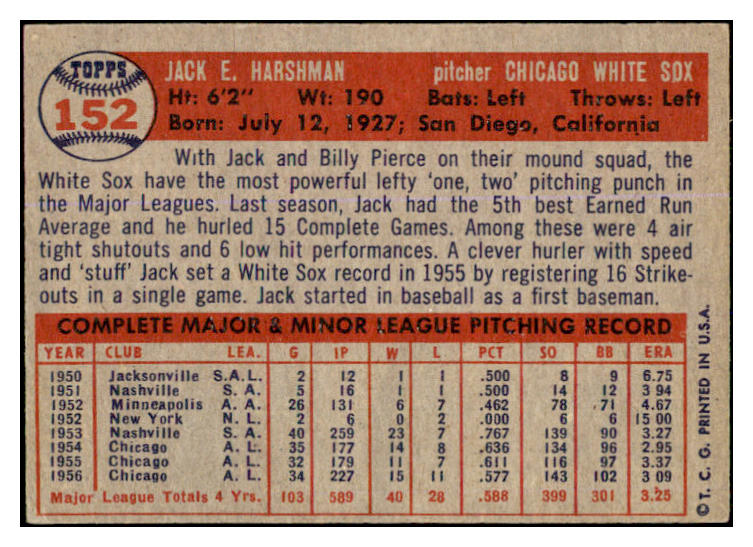 TOPPS
152
JACK E. HARSHMAN pitcher CHICAGO WHITE SOX
Ht: 6'2" Wt: 190 Bats: Left Throws: Left
Born: July 12, 1927; San Diego, California
With Jack and Billy Pierce on their mound squad, the
White Sox have the most powerful lefty 'one, two' pitching punch in
the Major Leagues. Last season, Jack had the 5th best Earned Run
Average and he hurled 15 Complete Games. Among these were 4 air
tight shutouts and 6 low hit performances. A clever hurler with speed
and 'stuff' Jack set a White Sox record in 1955 by registering 16 Strike-
outs in a single game. Jack started in baseball as a first baseman.
COMPLETE MAJOR & MINOR LEAGUE PITCHING RECORD
YEAR CLUB LEA. G IP W L PCT SO BB ERA
1950 Jacksonville S.A.L. 2 12 1 1 .500 8 9 6.75
1951 Nashville S. A. 5 16 1 1 .500 14 12 3 94
1952 Minneapolis A. A. 26 131 6 7 .462 78 .71 4.67
1952 New York N. L. 2 6 0 2 .000 6 6 15 00
1953 Nashville S. A. 40 259 23 7 .767 139 90 3.27
1954 Chicago A. L. 35 177 14 8 .636 134 96 2.95
1955 Chicago A. L. 32 179 11 7 .611 116 97 3.37
1956 Chicago A. L. 34 227 15 11 .577 143 102 3 09
Major League Totals 4 Yrs. 103 589 40 28 .588 399 301 3.25
© T. C. G. PRINTED IN U.S.A.